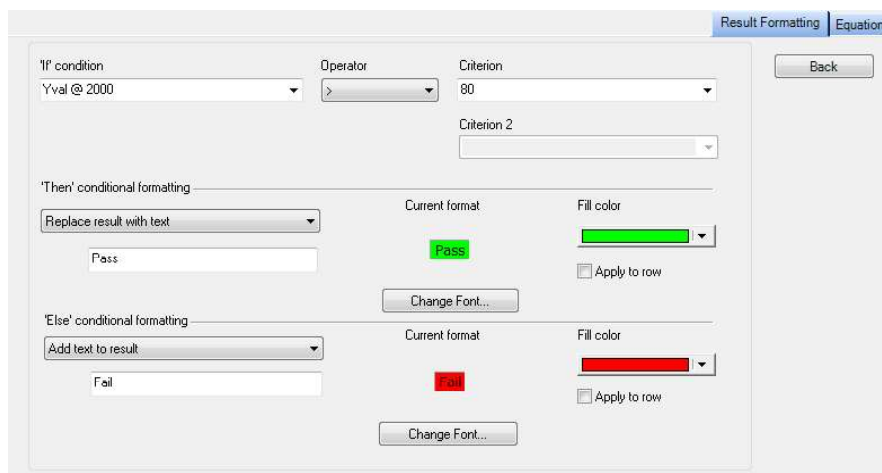 Result Formatting Equation
'If' condition Operator Criterion Back
Yval @ 2000 > 80
Criterion 2
'Then' conditional formatting
Current format Fill color
Replace result with text
Pass
Pass
Apply to row
Change Font...
'Else' conditional formatting
Current format Fill color
Add text to result
Fail
Fail
Apply to row
Change Font...